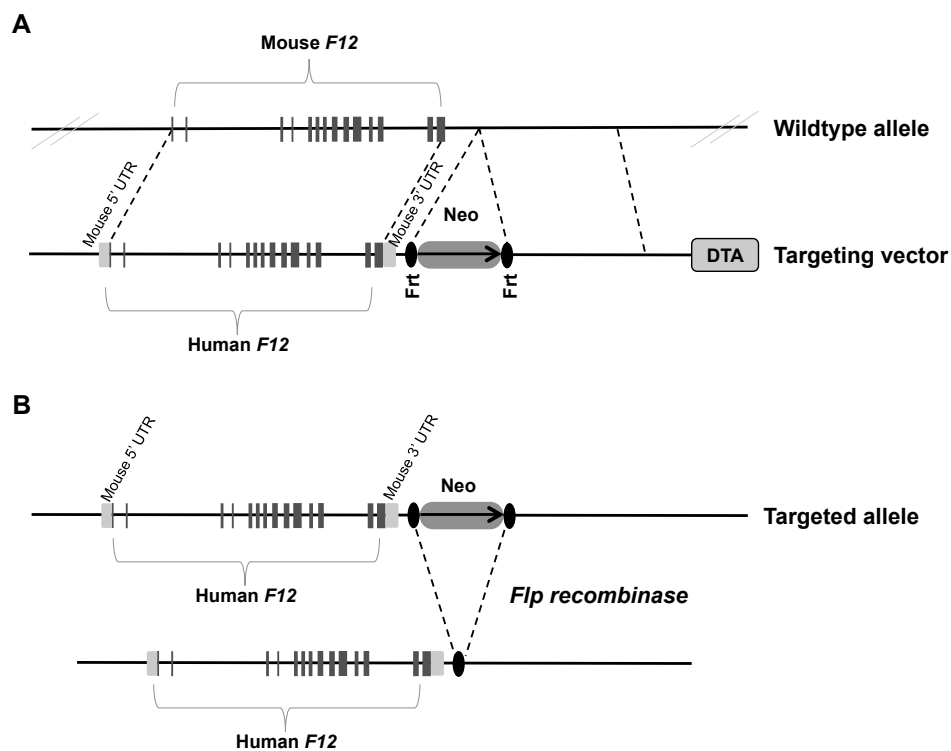 A
Mouse F12
Wildtype allele
Mouse 5' UTR
Mouse 3' UTR
Neo
DTA
Targeting vector
Frt
Frt
Human F12
B
Mouse 5' UTR
Mouse 3' UTR
Neo
Targeted allele
Human F12
Flp recombinase
Human F12